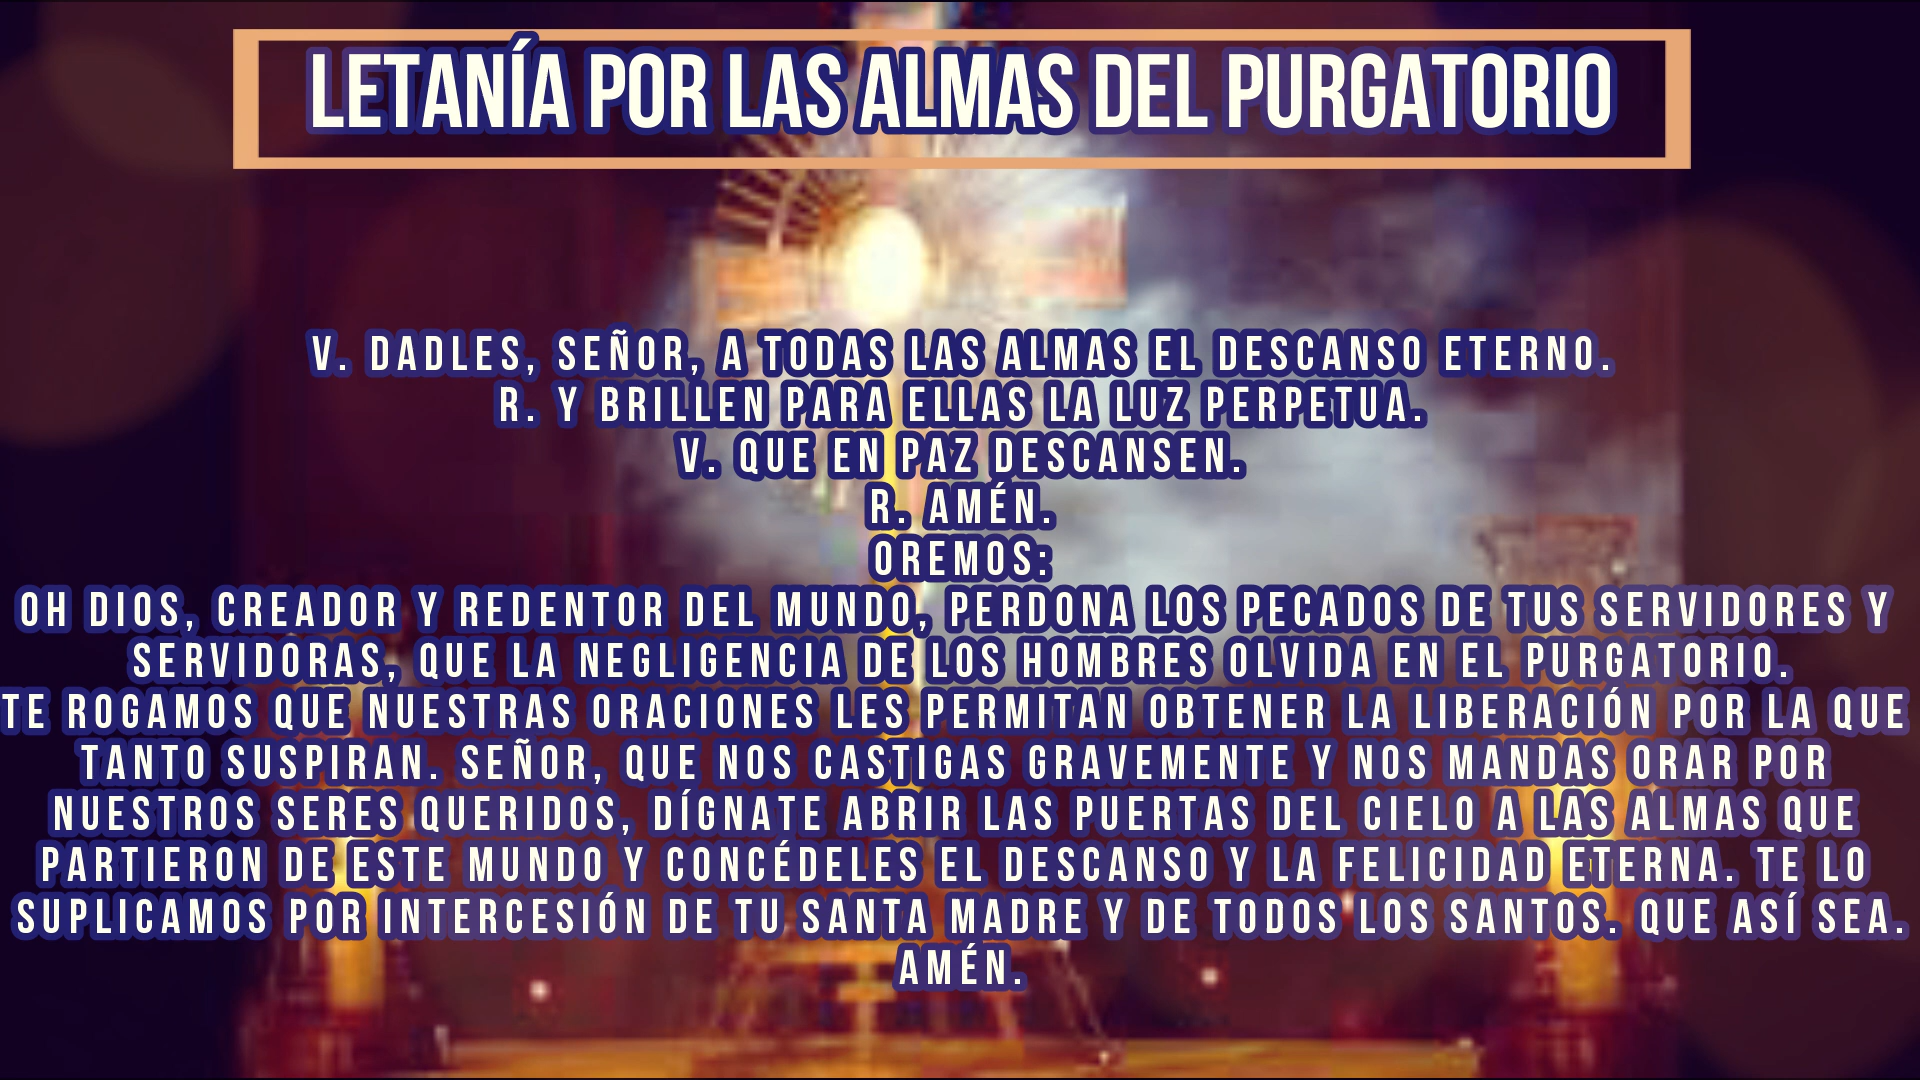 LETANÍA POR LAS ALMAS DEL PURGATORIO
V. DADLES, SEÑOR, A TODAS LAS ALMAS EL DESCANSO ETERNO.
R. Y BRILLEN PARA ELLAS LA LUZ PERPETUA.
V. QUE EN PAZ DESCANSEN.
R. AMÉN.
OREMOS:
OH DIOS, CREADOR Y REDENTOR DEL MUNDO, PERDONA LOS PECADOS DE TUS SERVIDORES Y
SERVIDORAS, QUE LA NEGLIGENCIA DE LOS HOMBRES OLVIDA EN EL PURGATORIO.
TE ROGAMOS QUE NUESTRAS ORACIONES LES PERMITAN OBTENER LA LIBERACIÓN POR LA QUE
TANTO SUSPIRAN. SEÑOR, QUE NOS CASTIGAS GRAVEMENTE Y NOS MANDAS ORAR POR
NUESTROS SERES QUERIDOS, DÍGNATE ABRIR LAS PUERTAS DEL CIELO A LAS ALMAS QUE
PARTIERON DE ESTE MUNDO Y CONCÉDELES EL DESCANSO Y LA FELICIDAD ETERNA. TE LO
SUPLICAMOS POR INTERCESIÓN DE TU SANTA MADRE Y DE TODOS LOS SANTOS. QUE ASÍ SEA.
AMÉN.